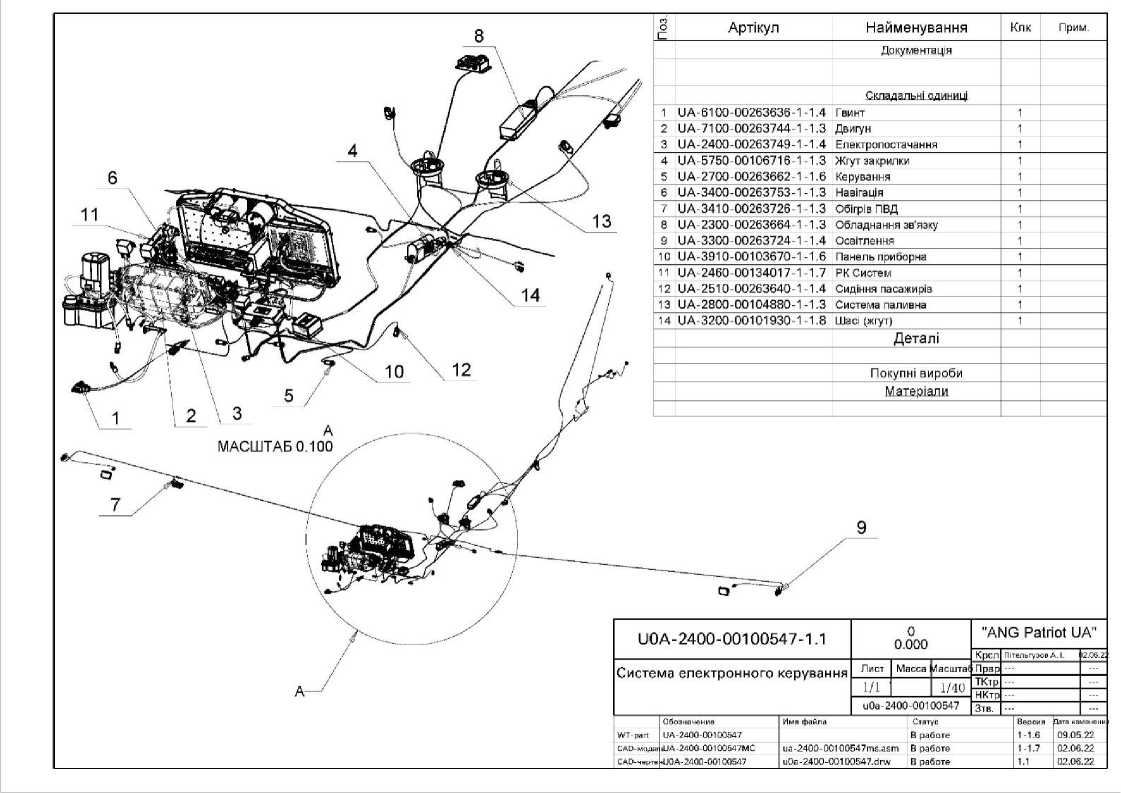 Поз. Артікул Найменування Кпк Прим.
Документація
Складальні одиниці
1 UA-6100-00263636-1-1.4 Гвинт 1
2 UA-7100-00263744-1-1.3 Двигун 1
3 UA-2400-00263749-1-1.4 Електропостачання 1
4 UA-5750-00106716-1-1.3 Жгут закрилки 1
5 UA-2700-00263662-1-1.6 Керування 1
6 UA-3400-00263753-1-1.3 Навігація 1
7 UA-3410-00263726-1-1.3 Обігрів ПВД 1
8 UA-2300-00263664-1-1.3 Обладнання зв'язку 1
9 UA-3300-00263724-1-1.4 Освітлення 1
10 UA-3910-00103670-1-1.6 Панель приборна 1
11 UA-2460-00134017-1-1.7 РК Систем 1
12 UA-2510-00263640-1-1.4 Сидіння пасажирів 1
13 UA-2800-00104880-1-1.3 Система паливна 1
14 UA-3200-00101930-1-1.8 Шасі (жгут) 1
Деталі
Покупні вироби
Матеріали
8
4
6
11
13
14
12
10
5
1
2
3
А
МАСШТАБ 0.100
7
9
А
U0A-2400-00100547-1.1
0
0.000
"ANG Patriot UA"
Крсл Пітельгузов А. І. 02.06.22
Система електронного керування
Лист Масса Масштаб
Првр --- ---
1/1 1/40
ТКтр --- ---
НКтр --- ---
u0a-2400-00100547
Зтв. --- ---
Обозначение Имя файла Статус Версия Дата изменени
WT-part UA-2400-00100547 В работе 1-1.6 09.05.22
CAD-модел UA-2400-00100547MC ua-2400-00100547ms.asm В работе 1-1.7 02.06.22
CAD-черте U0A-2400-00100547 u0a-2400-00100547.drw В работе 1.1 02.06.22